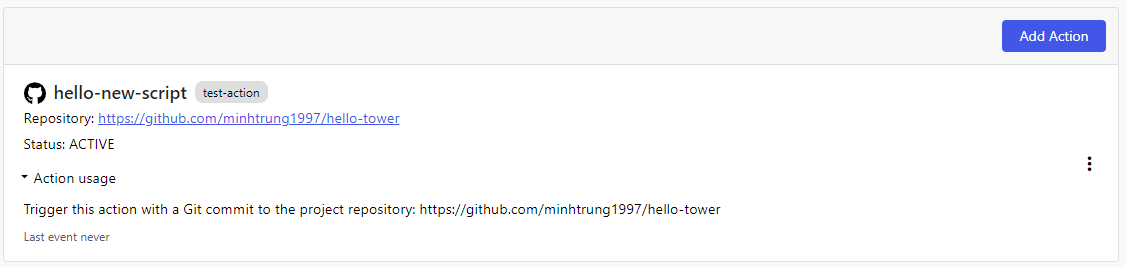 Add Action
hello-new-script test-action
Repository: https://github.com/minhtrung1997/hello-tower
Status: ACTIVE
Action usage
Trigger this action with a Git commit to the project repository: https://github.com/minhtrung1997/hello-tower
Last event never